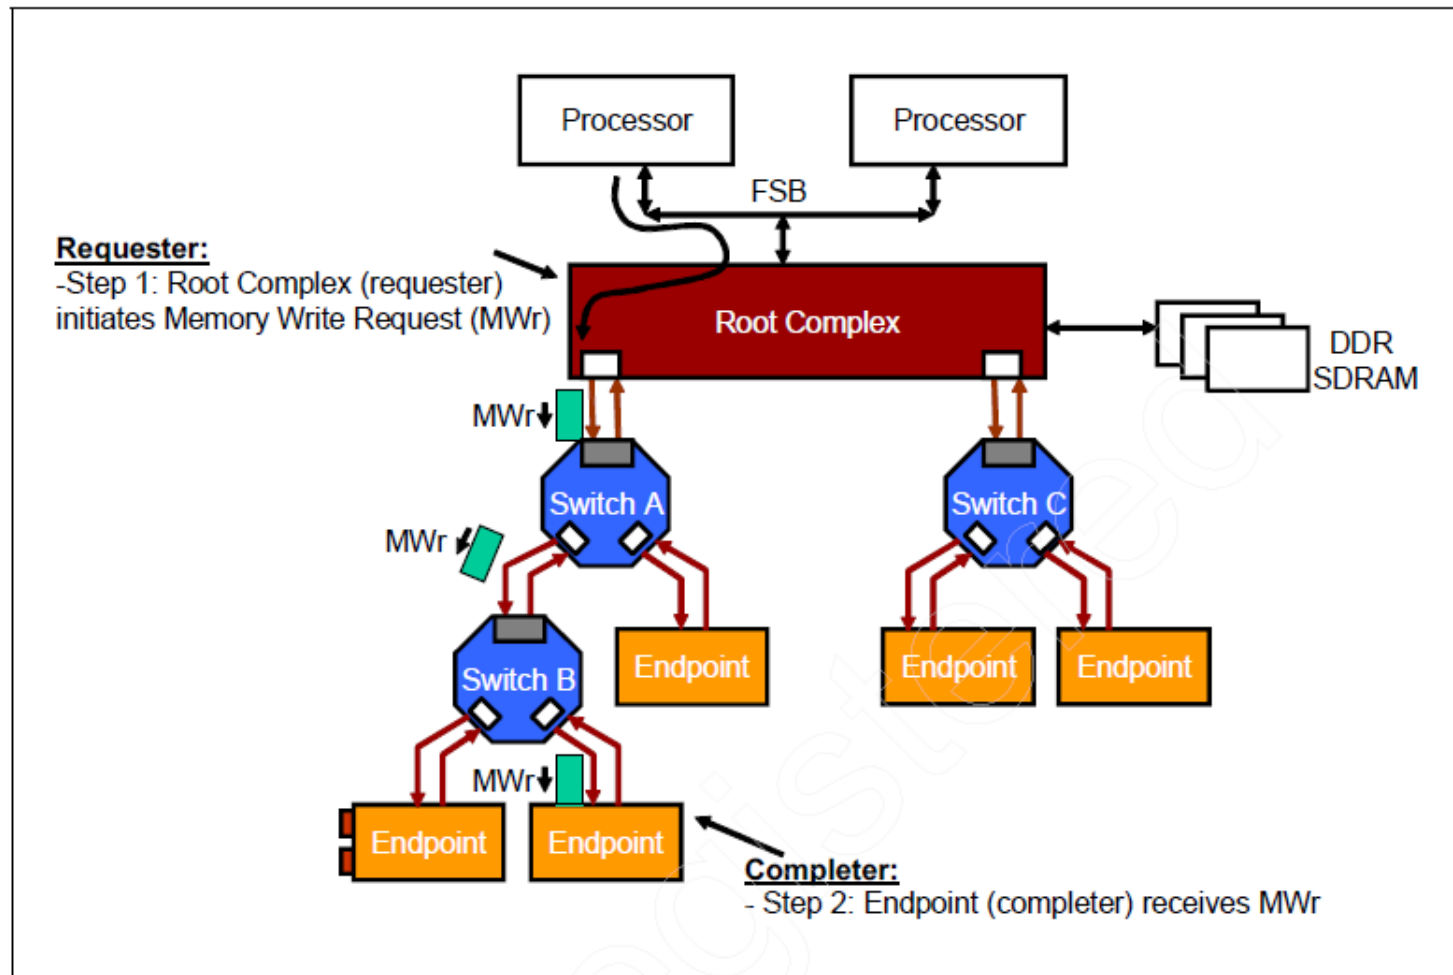 Processor
Processor
FSB
Requester:
-Step 1: Root Complex (requester)
initiates Memory Write Request (MWr)
Root Complex
DDR
SDRAM
MWr
Switch A
Switch C
MWr
Switch B
Endpoint
Endpoint
Endpoint
MWr
Endpoint
Endpoint
Completer:
- Step 2: Endpoint (completer) receives MWr
egistered